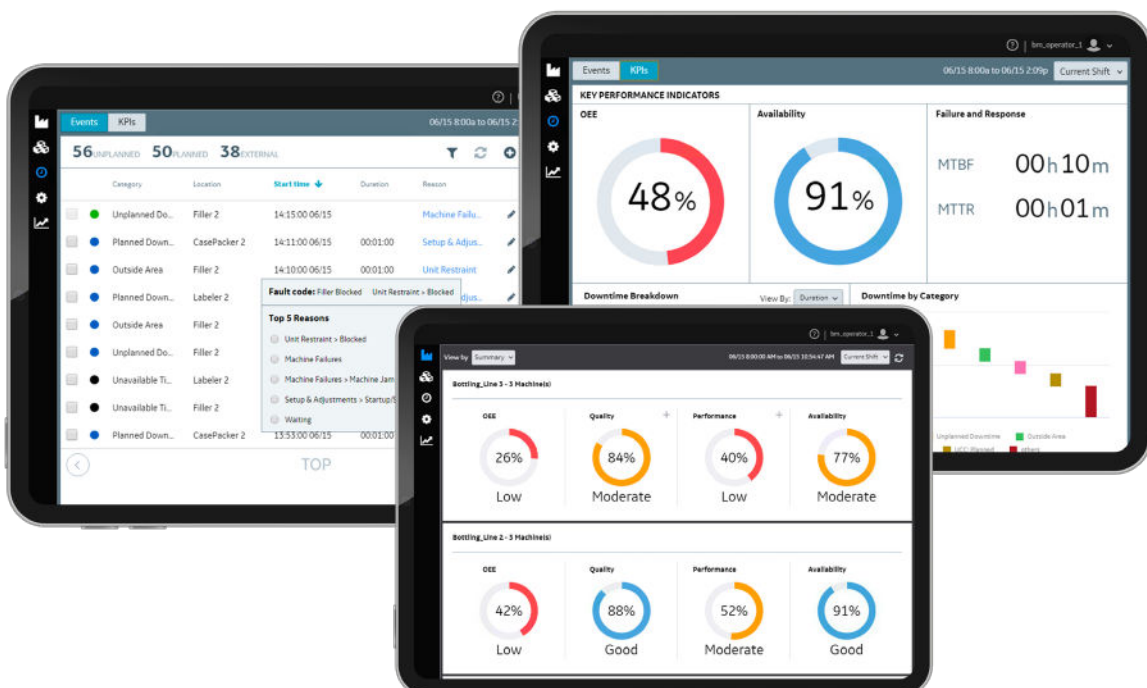 bm_operator_1
Events KPIs 06/15 8:00a to 06/15 2:
56 UNPLANNED 50 PLANNED 38 EXTERNAL
Category Location Start time Duration Reason
Unplanned Do... Filler 2 14:15:00 06/15 Machine Failu...
Planned Down... CasePacker 2 14:11:00 06/15 00:01:00 Setup & Adjus...
Outside Area Filler 2 14:10:00 06/15 00:01:00 Unit Restraint
Planned Down... Labeler 2 djus...
Outside Area Filler 2
Unplanned Do... Filler 2
Unavailable Ti... Labeler 2
Unavailable Ti... Filler 2
Planned Down... CasePacker 2 13:53:00 06/15 00:01:00
TOP
Fault code: Filler Blocked Unit Restraint > Blocked
Top 5 Reasons
Unit Restraint > Blocked
Machine Failures
Machine Failures > Machine Jam
Setup & Adjustments > Startup/S
Waiting
Events KPIs 06/15 8:00a to 06/15 2:09p Current Shift
KEY PERFORMANCE INDICATORS
OEE Availability Failure and Response
48% 91%
MTBF 00h10m
MTTR 00h01m
Downtime Breakdown View By: Duration Downtime by Category
Unplanned Downtime Outside Area
UCC: Planned others
bm_operator_1
View by Summary 06/15 8:00:00 AM to 06/15 10:54:47 AM Current Shift
Bottling_Line 3 - 3 Machine(s)
OEE Quality Performance Availability
26% 84% 40% 77%
Low Moderate Low Moderate
Bottling_Line 2 - 3 Machine(s)
OEE Quality Performance Availability
42% 88% 52% 91%
Low Good Moderate Good